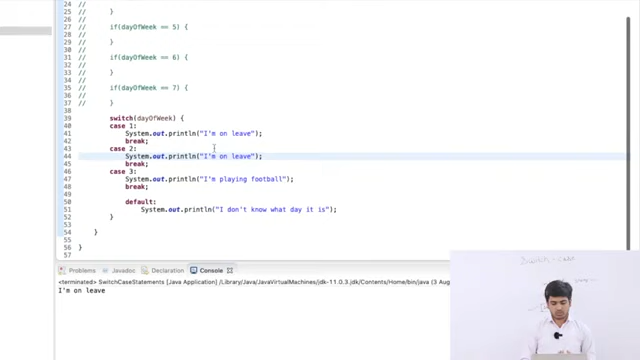 24 //
25 //
26 //
27 // if(dayOfWeek == 5) {
28 //
29 // }
30 //
31 // if(dayOfWeek == 6) {
32 //
33 // }
34 //
35 // if(dayOfWeek == 7) {
36 //
37 // }
38
39 switch(dayOfWeek) {
40 case 1:
41 System.out.println("I'm on leave");
42 break;
43 case 2:
44 System.out.println("I'm on leave");
45 break;
46 case 3:
47 System.out.println("I'm playing football");
48 break;
49
50 default:
51 System.out.println("I don't know what day it is");
52 }
53
54 }
55
56 }
57
Problems Javadoc Declaration Console
<terminated> SwitchCaseStatements [Java Application] /Library/Java/JavaVirtualMachines/jdk-11.0.3.jdk/Contents/Home/bin/java (3 Aug
I'm on leave
Switch-case